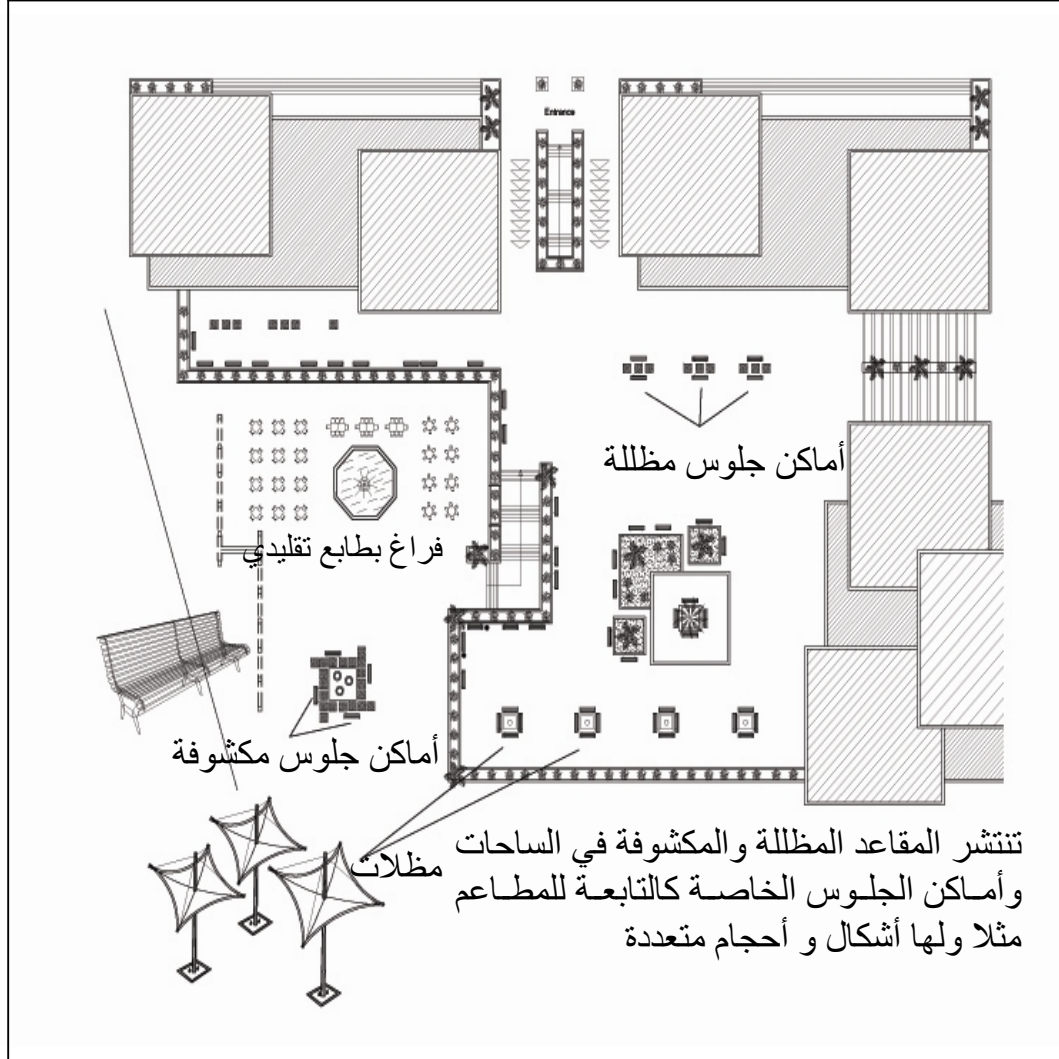 Entrance
أماكن جلوس مظللة
فراغ بطابع تقليدي
أماكن جلوس مكشوفة
مظلات
تنتشر المقاعد المظللة والمكشوفة في الساحات
وأماكن الجلوس الخاصة كالتابعة للمطاعم
مثلا ولها أشكال و أحجام متعددة